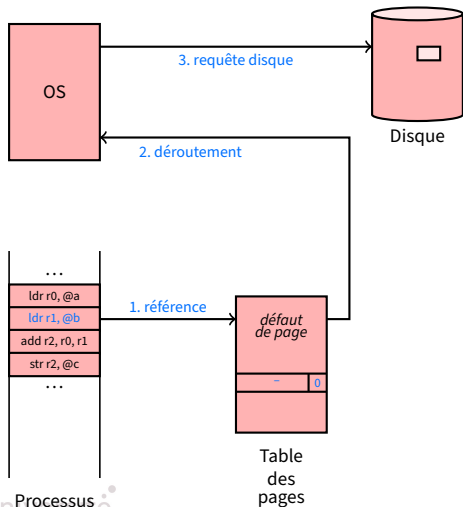 3. requête disque
OS
Disque
2. déroutement
...
ldr r0, @a
ldr r1, @b
add r2, r0, r1
str r2, @c
...
1. référence
défaut
de page
– 0
Table
des
pages
Processus